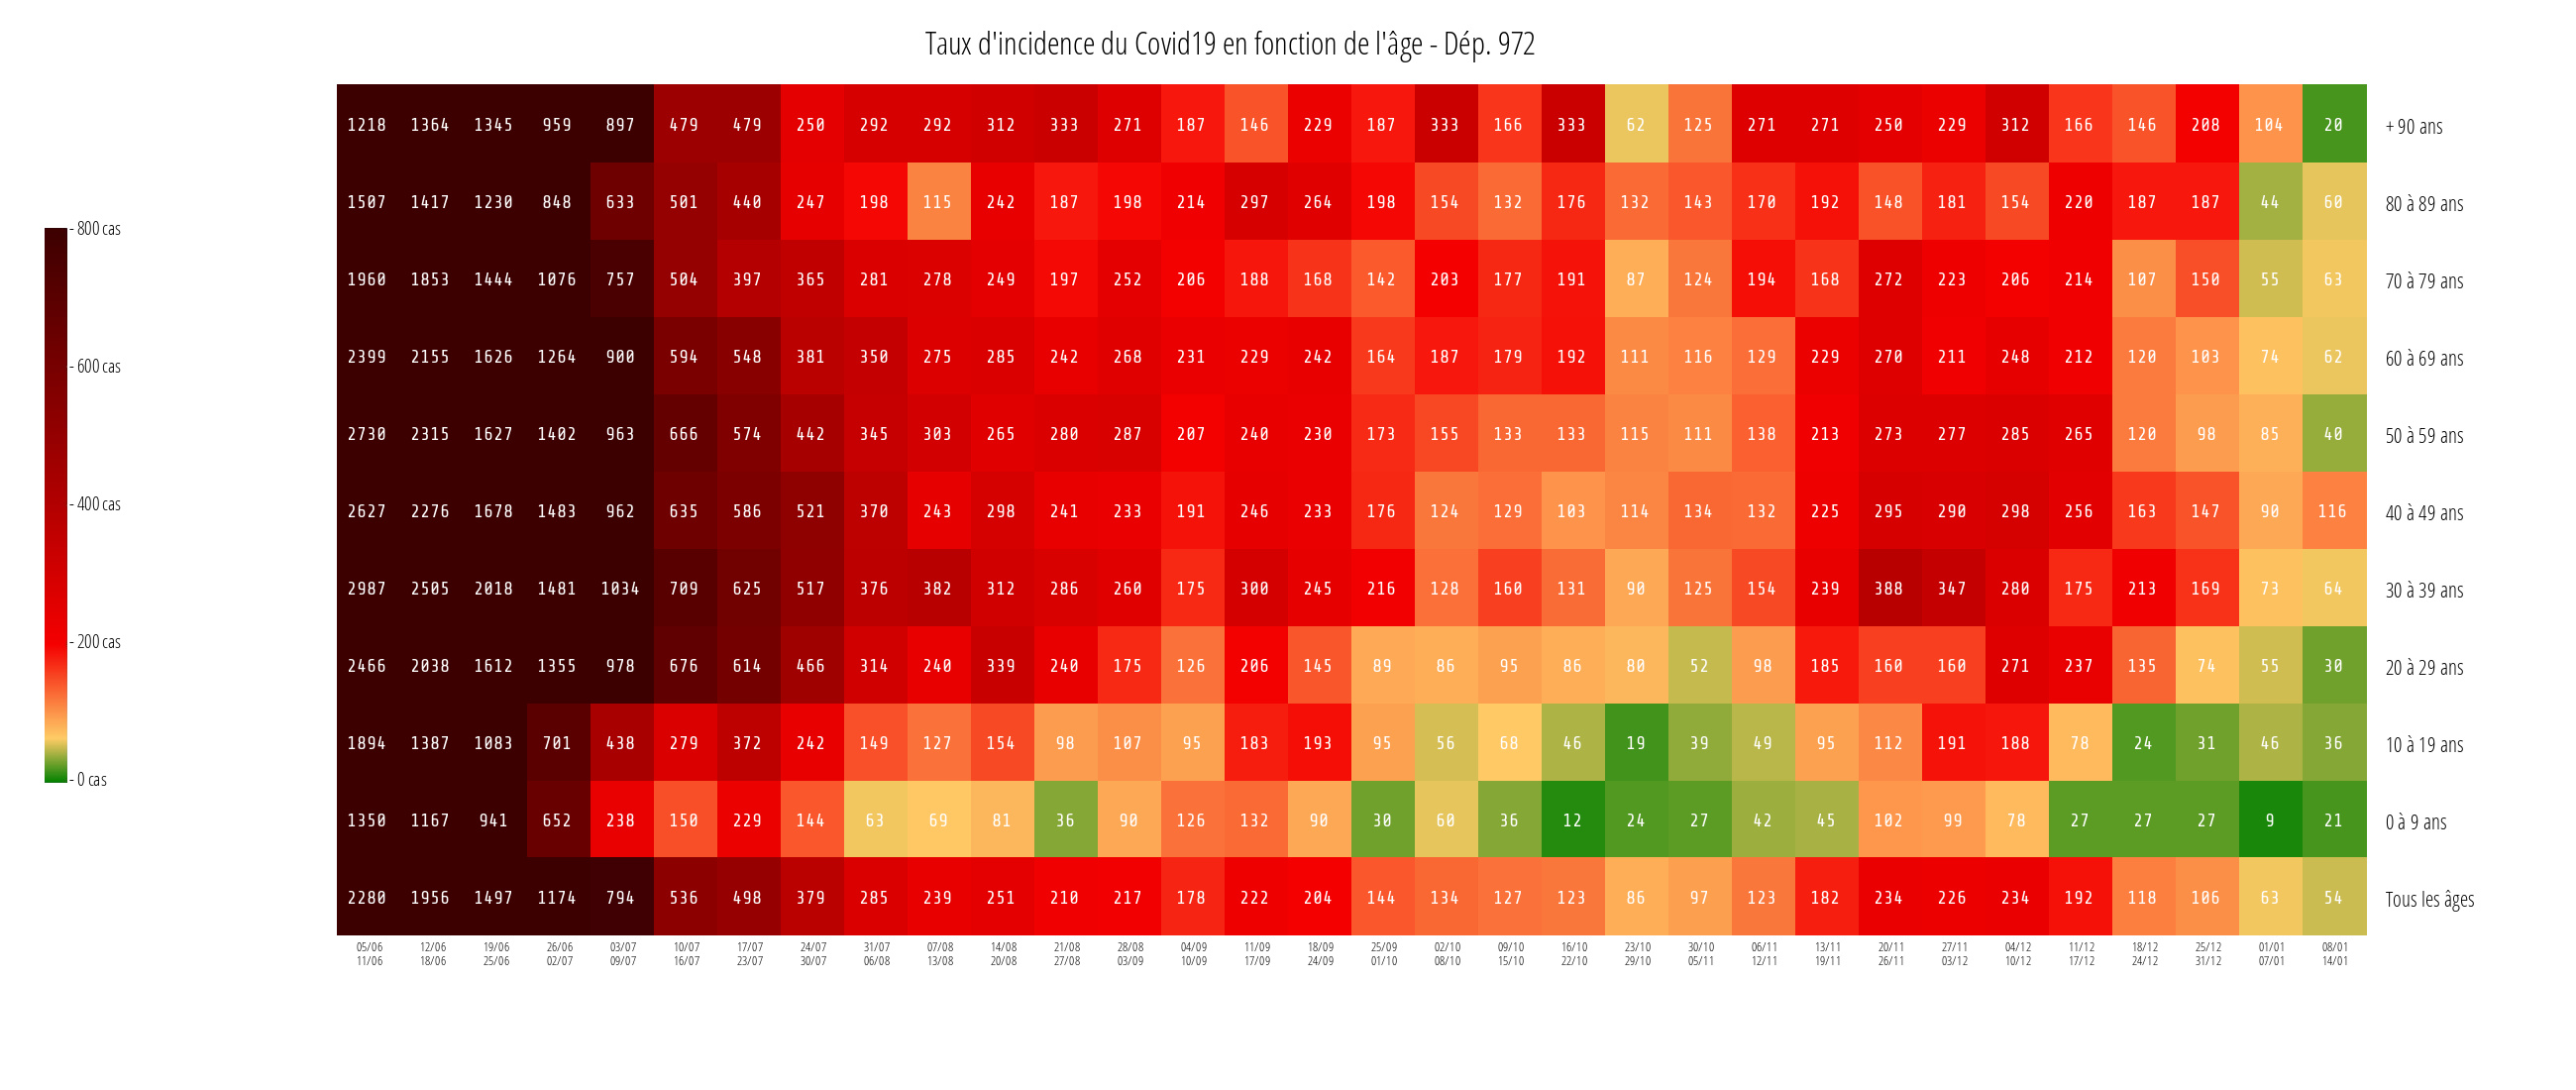 Taux d'incidence du Covid19 en fonction de l'âge - Dép. 972
- 800 cas
- 600 cas
- 400 cas
- 200 cas
- 0 cas
1218 1364 1345 959 897 479 479 250 292 292 312 333 271 187 146 229 187 333 166 333 62 125 271 271 250 229 312 166 146 208 104 20 + 90 ans
1507 1417 1230 848 633 501 440 247 198 115 242 187 198 214 297 264 198 154 132 176 132 143 170 192 148 181 154 220 187 187 44 60 80 à 89 ans
1960 1853 1444 1076 757 504 397 365 281 278 249 197 252 206 188 168 142 203 177 191 87 124 194 168 272 223 206 214 107 150 55 63 70 à 79 ans
2399 2155 1626 1264 900 594 548 381 350 275 285 242 268 231 229 242 164 187 179 192 111 116 129 229 270 211 248 212 120 103 74 62 60 à 69 ans
2730 2315 1627 1402 963 666 574 442 345 303 265 280 287 207 240 230 173 155 133 133 115 111 138 213 273 277 285 265 120 98 85 40 50 à 59 ans
2627 2276 1678 1483 962 635 586 521 370 243 298 241 233 191 246 233 176 124 129 103 114 134 132 225 295 290 298 256 163 147 90 116 40 à 49 ans
2987 2505 2018 1481 1034 709 625 517 376 382 312 286 260 175 300 245 216 128 160 131 90 125 154 239 388 347 280 175 213 169 73 64 30 à 39 ans
2466 2038 1612 1355 978 676 614 466 314 240 339 240 175 126 206 145 89 86 95 86 80 52 98 185 160 160 271 237 135 74 55 30 20 à 29 ans
1894 1387 1083 701 438 279 372 242 149 127 154 98 107 95 183 193 95 56 68 46 19 39 49 95 112 191 188 78 24 31 46 36 10 à 19 ans
1350 1167 941 652 238 150 229 144 63 69 81 36 90 126 132 90 30 60 36 12 24 27 42 45 102 99 78 27 27 27 9 21 0 à 9 ans
2280 1956 1497 1174 794 536 498 379 285 239 251 210 217 178 222 204 144 134 127 123 86 97 123 182 234 226 234 192 118 106 63 54 Tous les âges
05/06 12/06 19/06 26/06 03/07 10/07 17/07 24/07 31/07 07/08 14/08 21/08 28/08 04/09 11/09 18/09 25/09 02/10 09/10 16/10 23/10 30/10 06/11 13/11 20/11 27/11 04/12 11/12 18/12 25/12 01/01 08/01
11/06 18/06 25/06 02/07 09/07 16/07 23/07 30/07 06/08 13/08 20/08 27/08 03/09 10/09 17/09 24/09 01/10 08/10 15/10 22/10 29/10 05/11 12/11 19/11 26/11 03/12 10/12 17/12 24/12 31/12 07/01 14/01